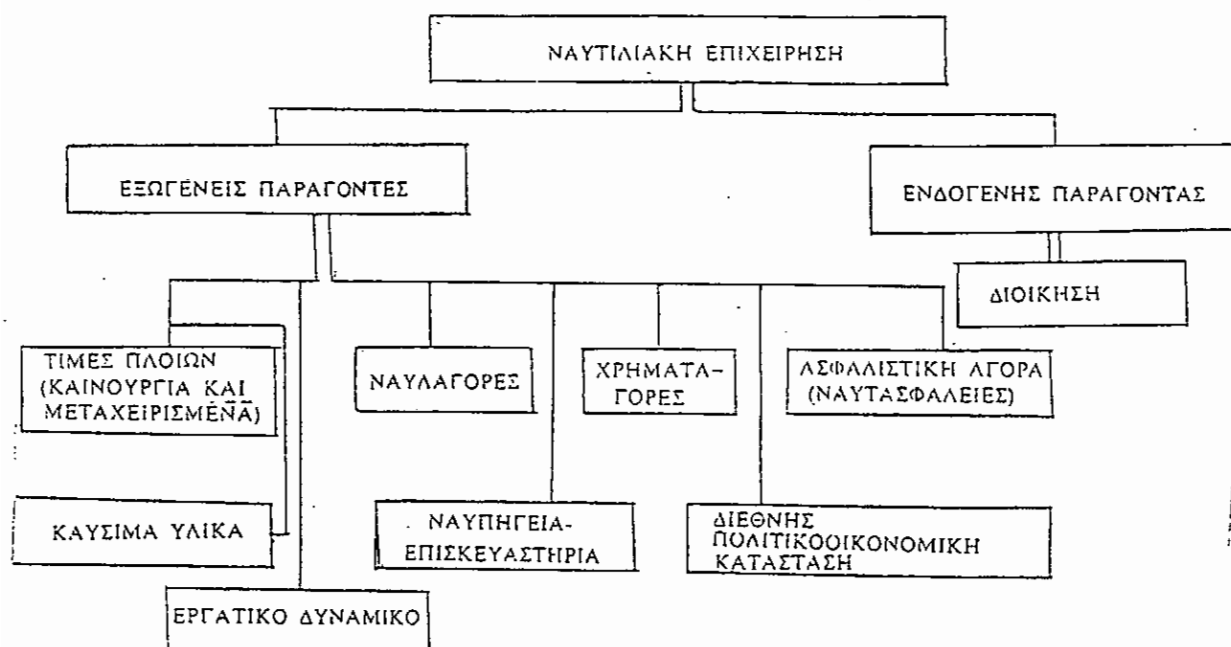 ΝΑΥΤΙΛΙΑΚΗ ΕΠΙΧΕΙΡΗΣΗ
ΕΞΩΓΕΝΕΙΣ ΠΑΡΑΓΟΝΤΕΣ
ΕΝΔΟΓΕΝΗΣ ΠΑΡΑΓΟΝΤΑΣ
ΔΙΟΙΚΗΣΗ
ΤΙΜΕΣ ΠΛΟΙΩΝ
(ΚΑΙΝΟΥΡΓΙΑ ΚΑΙ
ΜΕΤΑΧΕΙΡΙΣΜΕΝΑ)
ΝΑΥΛΑΓΟΡΕΣ
ΧΡΗΜΑΤΑ-
ΓΟΡΕΣ
ΑΣΦΑΛΙΣΤΙΚΗ ΑΓΟΡΑ
(ΝΑΥΤΑΣΦΑΛΕΙΕΣ)
ΚΑΥΣΙΜΑ ΥΛΙΚΑ
ΝΑΥΠΗΓΕΙΑ-
ΕΠΙΣΚΕΥΑΣΤΗΡΙΑ
ΔΙΕΘΝΗΣ
ΠΟΛΙΤΙΚΟΟΙΚΟΝΟΜΙΚΗ
ΚΑΤΑΣΤΑΣΗ
ΕΡΓΑΤΙΚΟ ΔΥΝΑΜΙΚΟ